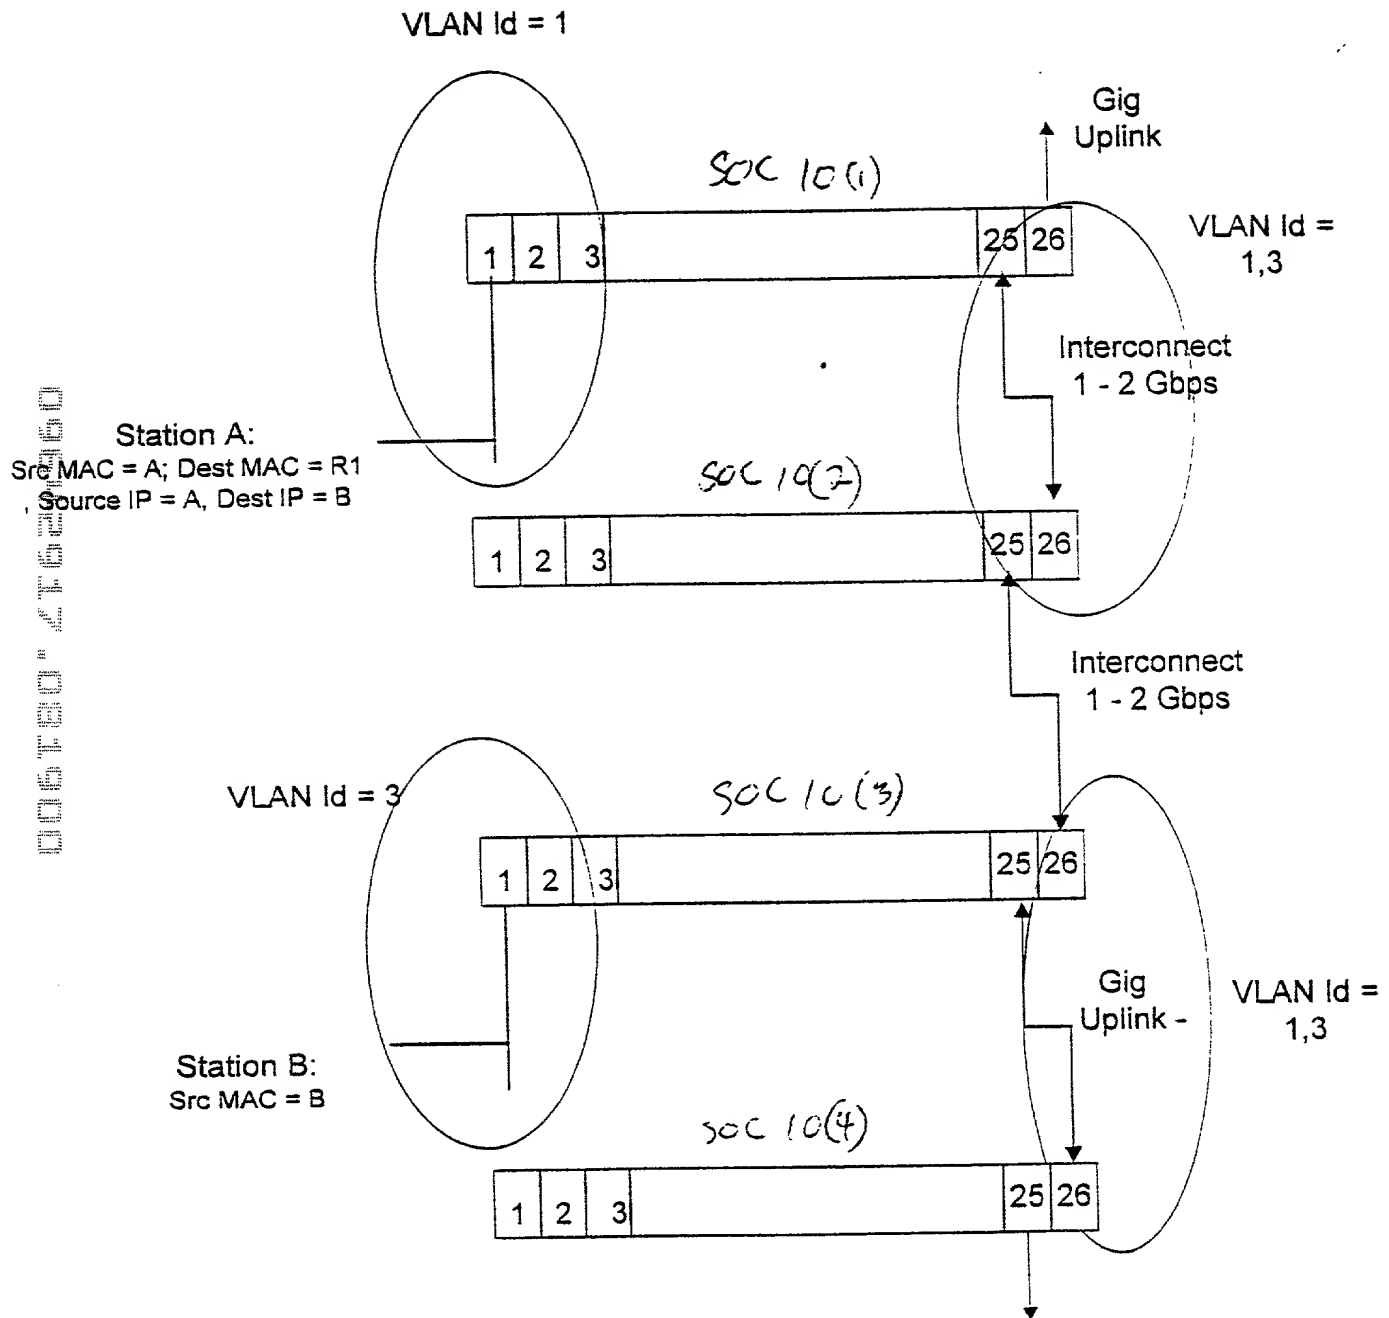 VLAN Id = 1
Gig
Uplink
SOC 10(1)
1 2 3 25 26
VLAN Id =
1,3
Interconnect
1 - 2 Gbps
Station A:
Src MAC = A; Dest MAC = R1
, Source IP = A, Dest IP = B
SOC 10(2)
1 2 3 25 26
Interconnect
1 - 2 Gbps
VLAN Id = 3
SOC 10(3)
1 2 3 25 26
Gig
Uplink -
VLAN Id =
1,3
Station B:
Src MAC = B
SOC 10(4)
1 2 3 25 26